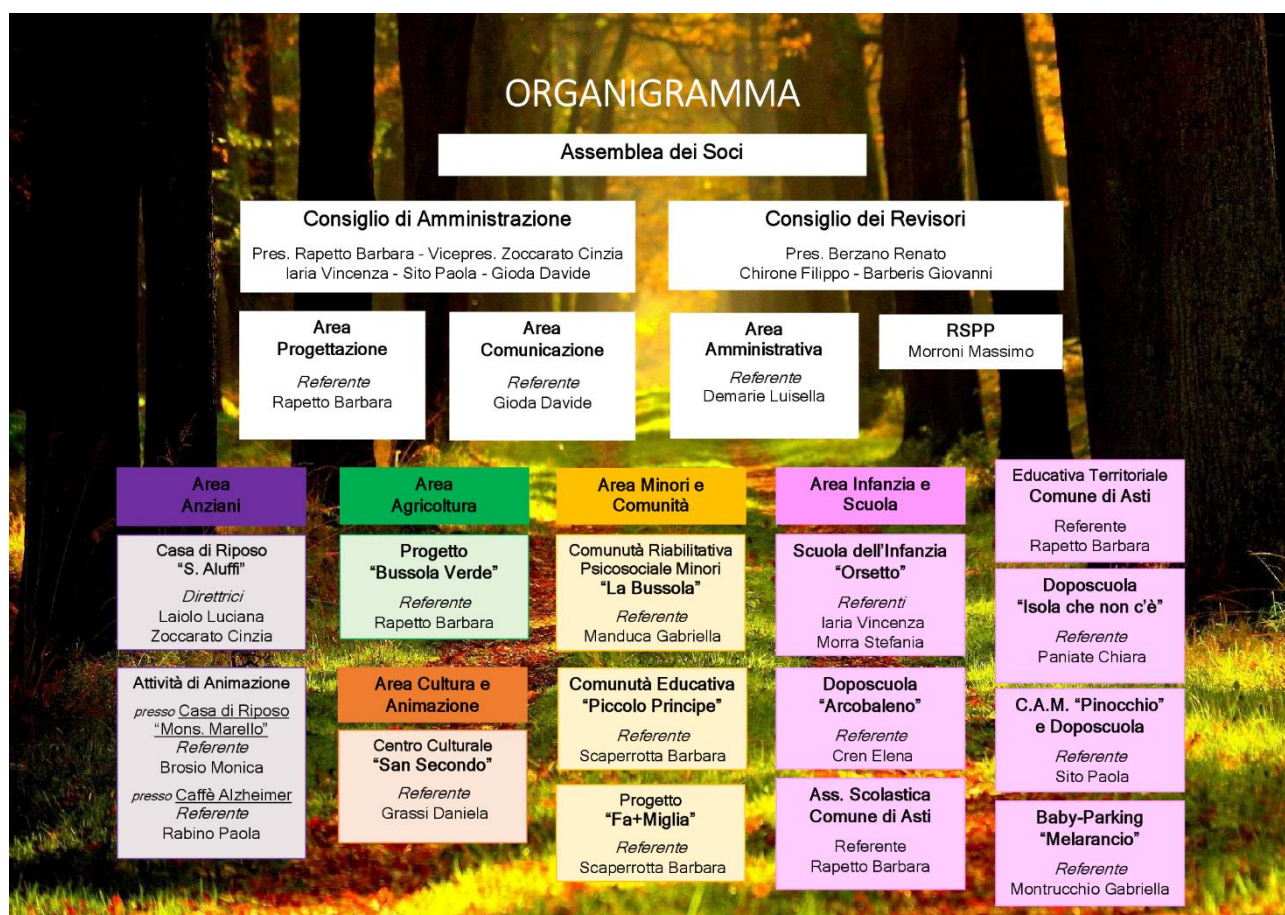 ORGANIGRAMMA
Assemblea dei Soci
Consiglio di Amministrazione
Pres. Rapetto Barbara - Vicepres. Zoccarato Cinzia
Iaria Vincenza - Sito Paola - Gioda Davide
Consiglio dei Revisori
Pres. Berzano Renato
Chirone Filippo - Barberis Giovanni
Area
Progettazione
Referente
Rapetto Barbara
Area
Comunicazione
Referente
Gioda Davide
Area
Amministrativa
Referente
Demarie Luisella
RSPP
Morroni Massimo
Area
Anziani
Casa di Riposo
“S. Aluffi”
Direttrici
Laiolo Luciana
Zoccarato Cinzia
Attività di Animazione
presso Casa di Riposo
“Mons. Marello”
Referente
Brosio Monica
presso Caffè Alzheimer
Referente
Rabino Paola
Area
Agricoltura
Progetto
“Bussola Verde”
Referente
Rapetto Barbara
Area Cultura e
Animazione
Centro Culturale
“San Secondo”
Referente
Grassi Daniela
Area Minori e
Comunità
Comunutà Riabilitativa
Psicosociale Minori
“La Bussola”
Referente
Manduca Gabriella
Comunutà Educativa
“Piccolo Principe”
Referente
Scaperrotta Barbara
Progetto
“Fa+Miglia”
Referente
Scaperrotta Barbara
Area Infanzia e
Scuola
Scuola dell’Infanzia
“Orsetto”
Referenti
Iaria Vincenza
Morra Stefania
Doposcuola
“Arcobaleno”
Referente
Cren Elena
Ass. Scolastica
Comune di Asti
Referente
Rapetto Barbara
Educativa Territoriale
Comune di Asti
Referente
Rapetto Barbara
Doposcuola
“Isola che non c’è”
Referente
Paniate Chiara
C.A.M. “Pinocchio”
e Doposcuola
Referente
Sito Paola
Baby-Parking
“Melarancio”
Referente
Montrucchio Gabriella